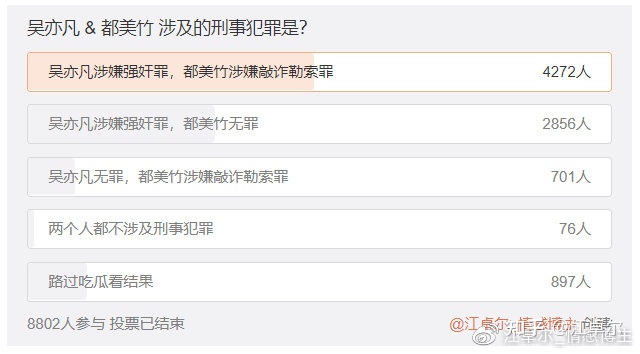 吴亦凡 & 都美竹 涉及的刑事犯罪是?
吴亦凡涉嫌强奸罪，都美竹涉嫌敲诈勒索罪 4272人
吴亦凡涉嫌强奸罪，都美竹无罪 2856人
吴亦凡无罪，都美竹涉嫌敲诈勒索罪 701人
两个人都不涉及刑事犯罪 76人
路过吃瓜看结果 897人
8802人参与 投票已结束 @江卓尔